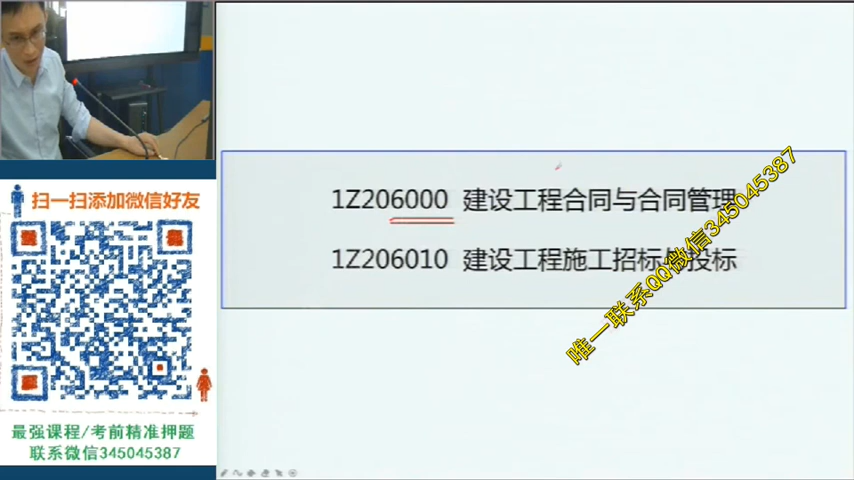 扫一扫添加微信好友
最强课程/考前精准押题
联系微信345045387
1Z206000 建设工程合同与合同管理
1Z206010 建设工程施工招标与投标
唯一联系QQ微信345045387